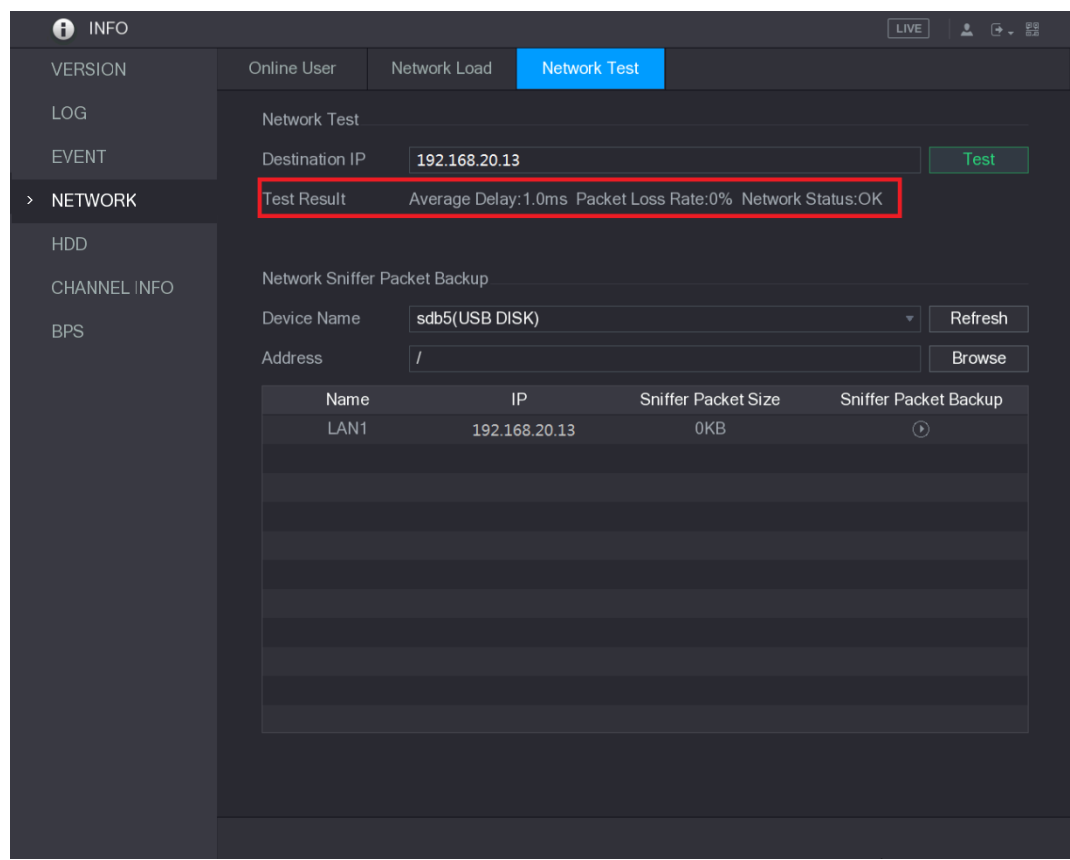 INFO
LIVE
VERSION
LOG
EVENT
NETWORK
HDD
CHANNEL INFO
BPS
Online User Network Load Network Test
Network Test
Destination IP 192.168.20.13 Test
Test Result Average Delay:1.0ms Packet Loss Rate:0% Network Status:OK
Network Sniffer Packet Backup
Device Name sdb5(USB DISK) Refresh
Address / Browse
Name IP Sniffer Packet Size Sniffer Packet Backup
LAN1 192.168.20.13 0KB